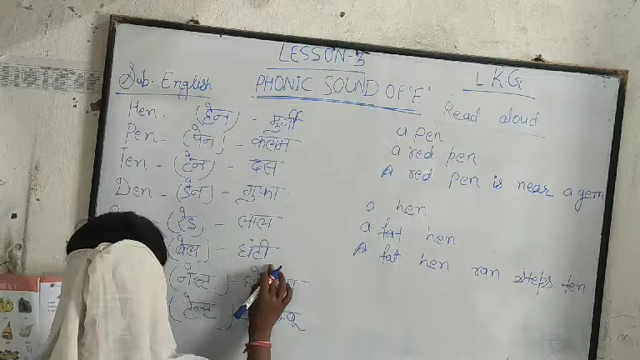 LESSON-5
Sub- English
PHONIC SOUND OF 'E'
LKG
Hen - (हेन) - मुर्गी
Pen - (पेन) - कलम
Ten - (टेन) - दस
Den - (डेन) - गुफा
(रेड) - लाल
(बेल) - घंटी
(नेस्ट) -
(टेन्ट)
Read aloud
a pen
a red pen
A red pen is near a gem
a hen
a fat hen
A fat hen ran steps ten